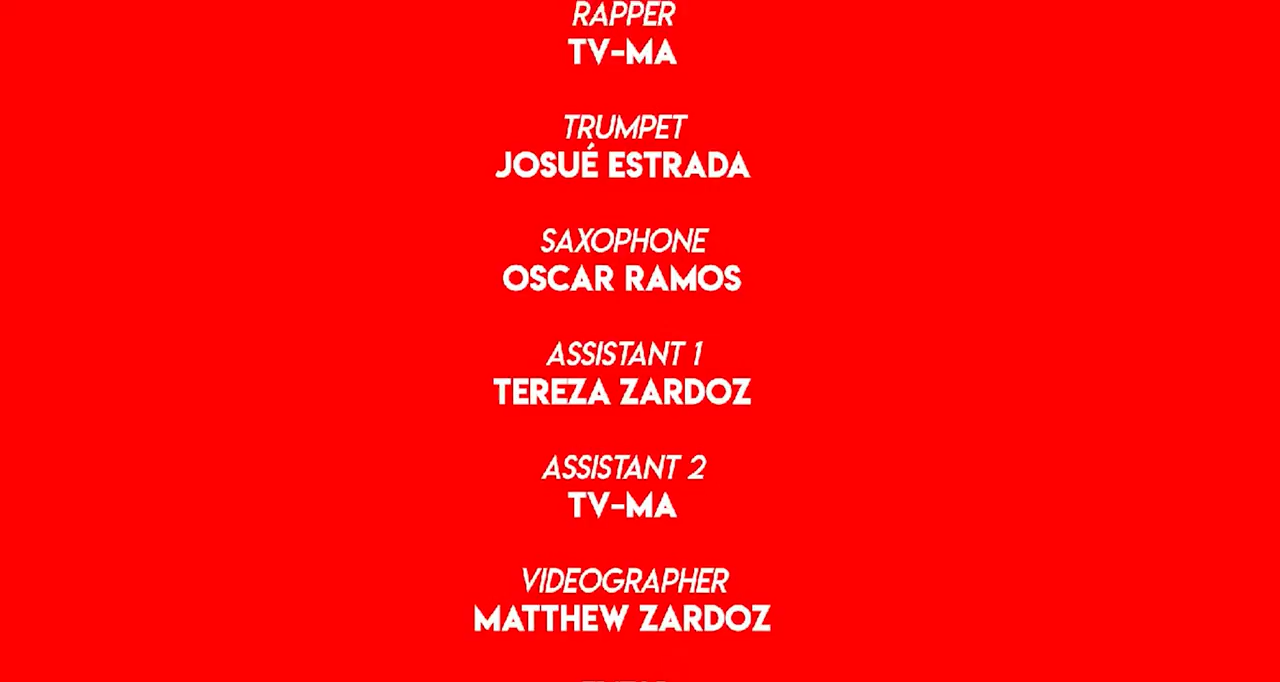 RAPPER
TV-MA
TRUMPET
JOSUÉ ESTRADA
SAXOPHONE
OSCAR RAMOS
ASSISTANT 1
TEREZA ZARDOZ
ASSISTANT 2
TV-MA
VIDEOGRAPHER
MATTHEW ZARDOZ